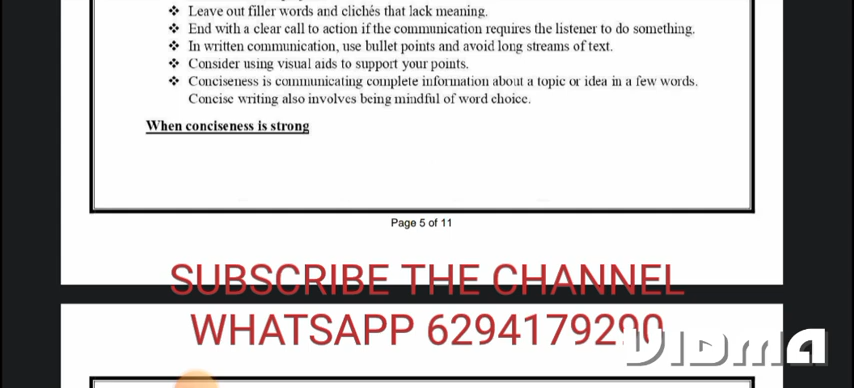 ❖ Leave out filler words and clichés that lack meaning.
❖ End with a clear call to action if the communication requires the listener to do something.
❖ In written communication, use bullet points and avoid long streams of text.
❖ Consider using visual aids to support your points.
❖ Conciseness is communicating complete information about a topic or idea in a few words.
Concise writing also involves being mindful of word choice.
When conciseness is strong
Page 5 of 11
SUBSCRIBE THE CHANNEL
WHATSAPP 6294179290